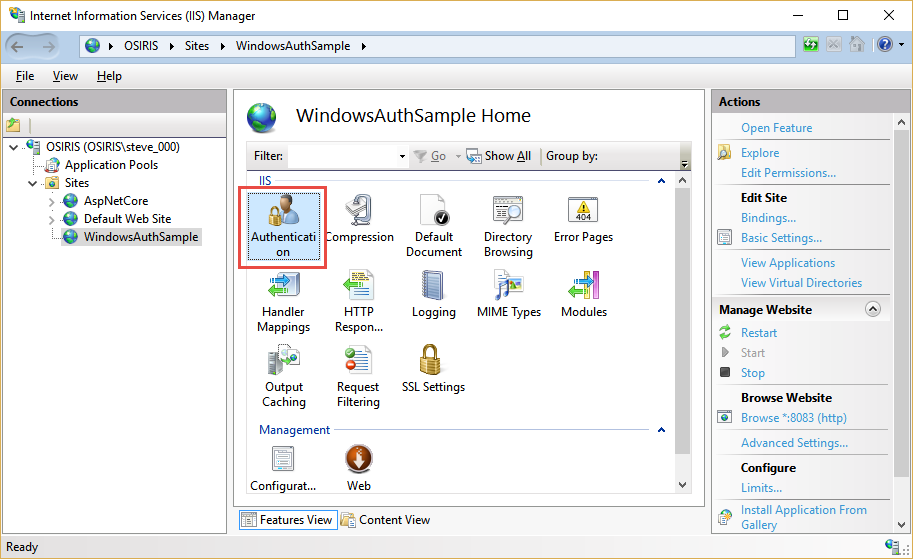 Internet Information Services (IIS) Manager
OSIRIS Sites WindowsAuthSample
File View Help
Connections
OSIRIS (OSIRIS\steve_000)
Application Pools
Sites
AspNetCore
Default Web Site
WindowsAuthSample
WindowsAuthSample Home
Filter: Go Show All Group by:
IIS
Authenticati
on
Compression
Default
Document
Directory
Browsing
404
Error Pages
Handler
Mappings
HTTP
Respon...
Logging
MIME Types
Modules
Output
Caching
Request
Filtering
SSL Settings
Management
Configurat...
Web
Features View Content View
Actions
Open Feature
Explore
Edit Permissions...
Edit Site
Bindings...
Basic Settings...
View Applications
View Virtual Directories
Manage Website
Restart
Start
Stop
Browse Website
Browse *:8083 (http)
Advanced Settings...
Configure
Limits...
Install Application From
Gallery
Ready